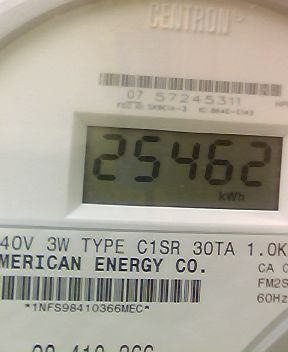 CENTRON
07 57245311
25462
kWh
40V 3W TYPE C1SR 30TA 1.0K
MERICAN ENERGY CO.
CA 0
FM2S
60Hz
*1NFS98410366MEC*